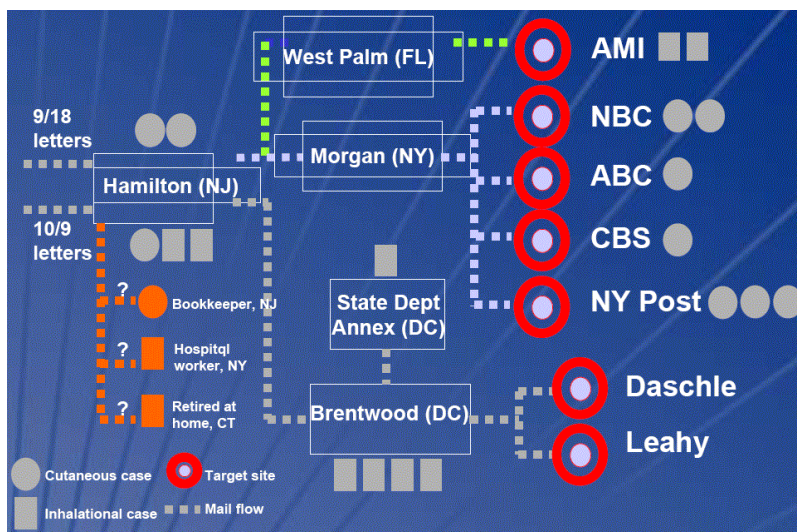 West Palm (FL)
AMI
9/18
letters
NBC
Morgan (NY)
Hamilton (NJ)
ABC
10/9
letters
CBS
?
Bookkeeper, NJ
State Dept
Annex (DC)
NY Post
?
Hospitql
worker, NY
?
Retired at
home, CT
Brentwood (DC)
Daschle
Leahy
Cutaneous case
Target site
Inhalational case
Mail flow